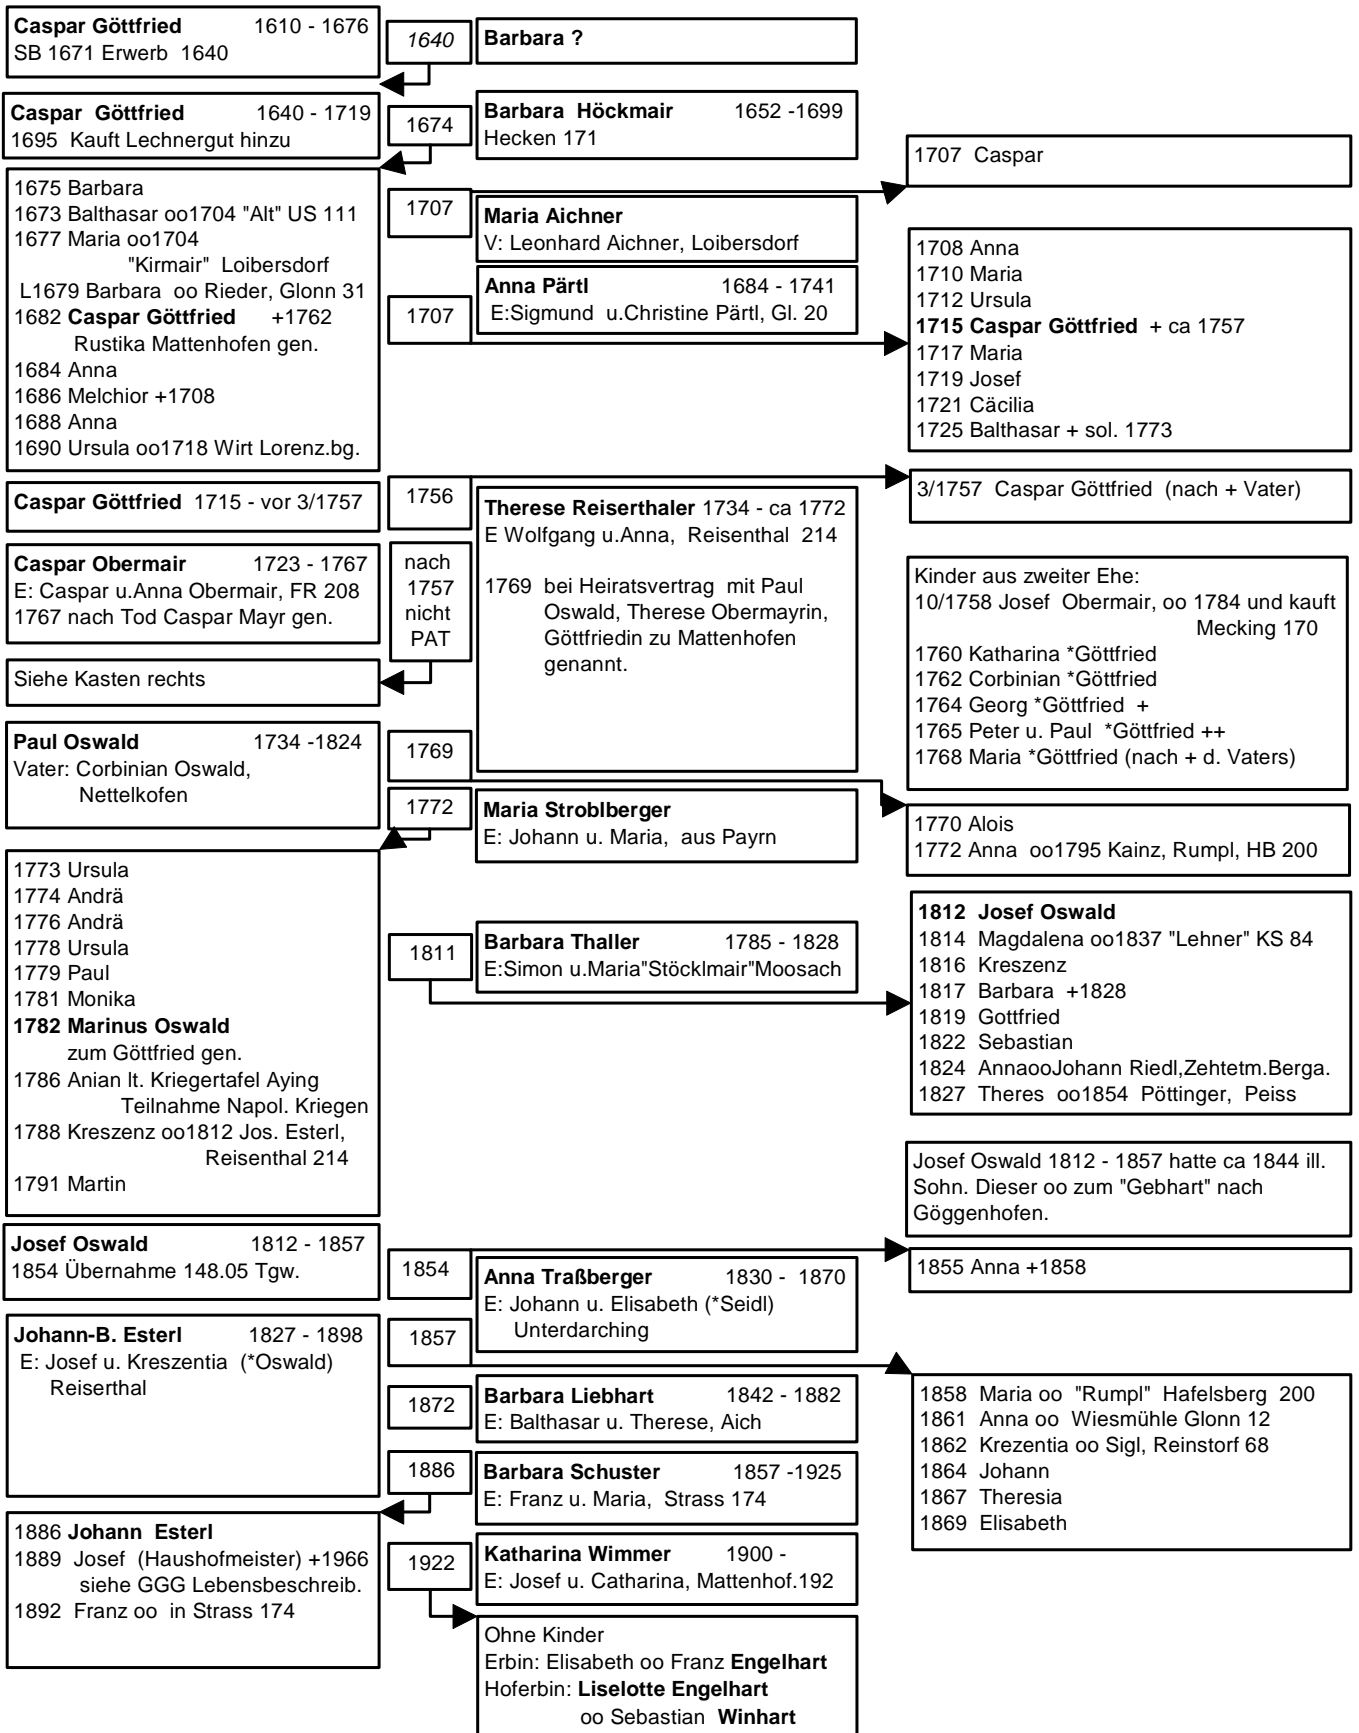 Caspar Göttfried 1610 - 1676
SB 1671 Erwerb 1640
1640
Barbara ?
Caspar Göttfried 1640 - 1719
1695 Kauft Lechnergut hinzu
1674
Barbara Höckmair 1652 -1699
Hecken 171
1675 Barbara
1673 Balthasar oo1704 "Alt" US 111
1677 Maria oo1704
"Kirmair" Loibersdorf
L1679 Barbara oo Rieder, Glonn 31
1682 Caspar Göttfried +1762
Rustika Mattenhofen gen.
1684 Anna
1686 Melchior +1708
1688 Anna
1690 Ursula oo1718 Wirt Lorenz.bg.
1707
Maria Aichner
V: Leonhard Aichner, Loibersdorf
1707 Caspar
1707
Anna Pärtl 1684 - 1741
E:Sigmund u.Christine Pärtl, Gl. 20
1708 Anna
1710 Maria
1712 Ursula
1715 Caspar Göttfried + ca 1757
1717 Maria
1719 Josef
1721 Cäcilia
1725 Balthasar + sol. 1773
Caspar Göttfried 1715 - vor 3/1757
1756
Therese Reiserthaler 1734 - ca 1772
E Wolfgang u.Anna, Reisenthal 214
1769 bei Heiratsvertrag mit Paul
Oswald, Therese Obermayrin,
Göttfriedin zu Mattenhofen
genannt.
3/1757 Caspar Göttfried (nach + Vater)
Caspar Obermair 1723 - 1767
E: Caspar u.Anna Obermair, FR 208
1767 nach Tod Caspar Mayr gen.
nach
1757
nicht
PAT
Siehe Kasten rechts
Kinder aus zweiter Ehe:
10/1758 Josef Obermair, oo 1784 und kauft
Mecking 170
1760 Katharina *Göttfried
1762 Corbinian *Göttfried
1764 Georg *Göttfried +
1765 Peter u. Paul *Göttfried ++
1768 Maria *Göttfried (nach + d. Vaters)
Paul Oswald 1734 -1824
Vater: Corbinian Oswald,
Nettelkofen
1769
1770 Alois
1772 Anna oo1795 Kainz, Rumpl, HB 200
1772
Maria Stroblberger
E: Johann u. Maria, aus Payrn
1773 Ursula
1774 Andrä
1776 Andrä
1778 Ursula
1779 Paul
1781 Monika
1782 Marinus Oswald
zum Göttfried gen.
1786 Anian lt. Kriegertafel Aying
Teilnahme Napol. Kriegen
1788 Kreszenz oo1812 Jos. Esterl,
Reisenthal 214
1791 Martin
1811
Barbara Thaller 1785 - 1828
E:Simon u.Maria"Stöcklmair"Moosach
1812 Josef Oswald
1814 Magdalena oo1837 "Lehner" KS 84
1816 Kreszenz
1817 Barbara +1828
1819 Gottfried
1822 Sebastian
1824 AnnaooJohann Riedl,Zehtetm.Berga.
1827 Theres oo1854 Pöttinger, Peiss
Josef Oswald 1812 - 1857 hatte ca 1844 ill.
Sohn. Dieser oo zum "Gebhart" nach
Göggenhofen.
Josef Oswald 1812 - 1857
1854 Übernahme 148.05 Tgw.
1854
Anna Traßberger 1830 - 1870
E: Johann u. Elisabeth (*Seidl)
Unterdarching
1855 Anna +1858
Johann-B. Esterl 1827 - 1898
E: Josef u. Kreszentia (*Oswald)
Reiserthal
1857
1858 Maria oo "Rumpl" Hafelsberg 200
1861 Anna oo Wiesmühle Glonn 12
1862 Krezentia oo Sigl, Reinstorf 68
1864 Johann
1867 Theresia
1869 Elisabeth
1872
Barbara Liebhart 1842 - 1882
E: Balthasar u. Therese, Aich
1886
Barbara Schuster 1857 -1925
E: Franz u. Maria, Strass 174
1886 Johann Esterl
1889 Josef (Haushofmeister) +1966
siehe GGG Lebensbeschreib.
1892 Franz oo in Strass 174
1922
Katharina Wimmer 1900 -
E: Josef u. Catharina, Mattenhof.192
Ohne Kinder
Erbin: Elisabeth oo Franz Engelhart
Hoferbin: Liselotte Engelhart
oo Sebastian Winhart